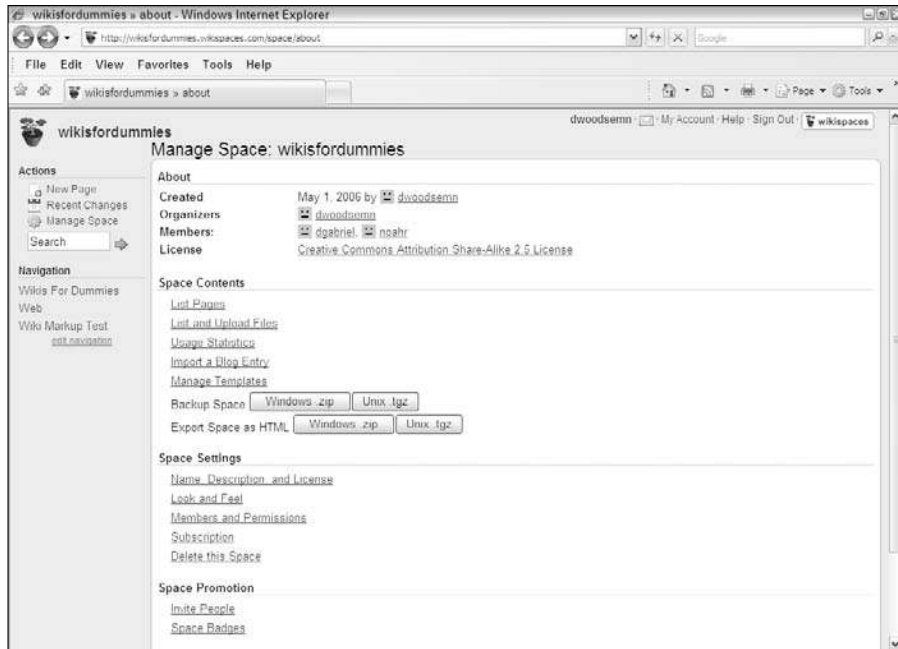 wikisfordummies » about - Windows Internet Explorer
http://wikisfordummies.wikispaces.com/space/about
Google
File Edit View Favorites Tools Help
wikisfordummies » about
Page Tools
dwoodsemn · My Account · Help · Sign Out · wikispaces
wikisfordummies
Manage Space: wikisfordummies
Actions
New Page
Recent Changes
Manage Space
Search
Navigation
Wikis For Dummies
Web
Wiki Markup Test
edit navigation
About
Created May 1, 2006 by dwoodsemn
Organizers dwoodsemn
Members: dgabriel, noahr
License Creative Commons Attribution Share-Alike 2.5 License
Space Contents
List Pages
List and Upload Files
Usage Statistics
Import a Blog Entry
Manage Templates
Backup Space Windows .zip Unix .tgz
Export Space as HTML Windows .zip Unix .tgz
Space Settings
Name, Description, and License
Look and Feel
Members and Permissions
Subscription
Delete this Space
Space Promotion
Invite People
Space Badges